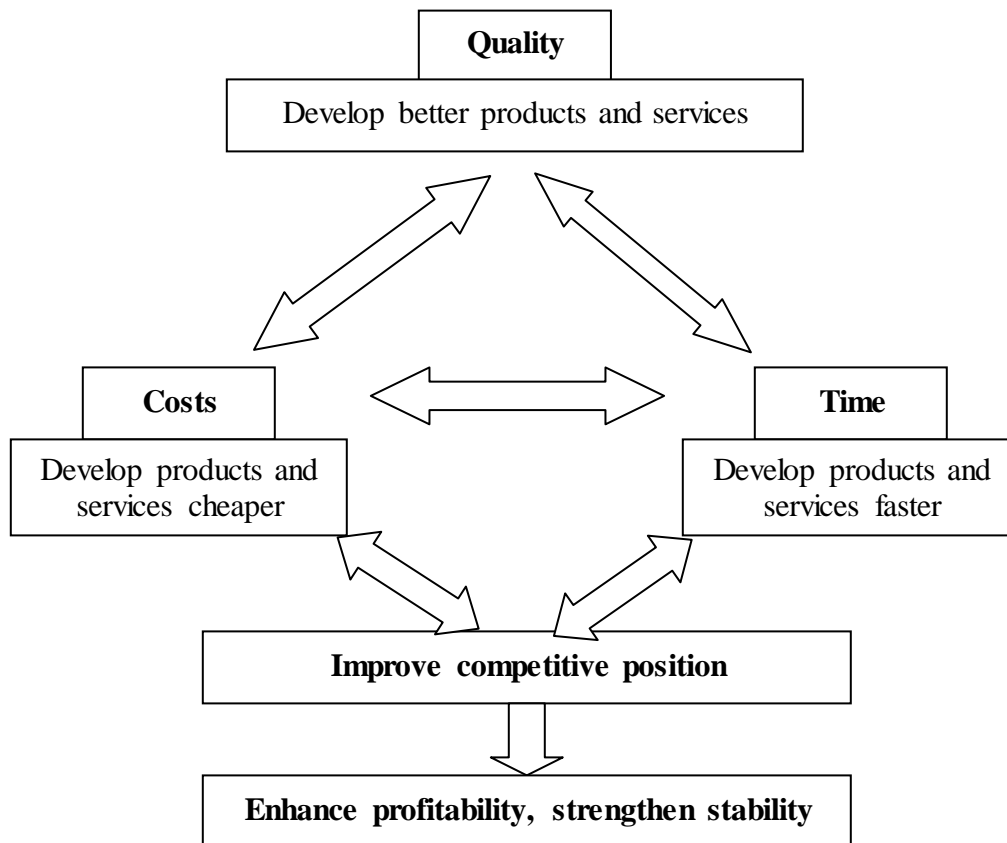 Quality
Develop better products and services
Costs
Develop products and
services cheaper
Time
Develop products and
services faster
Improve competitive position
Enhance profitability, strengthen stability